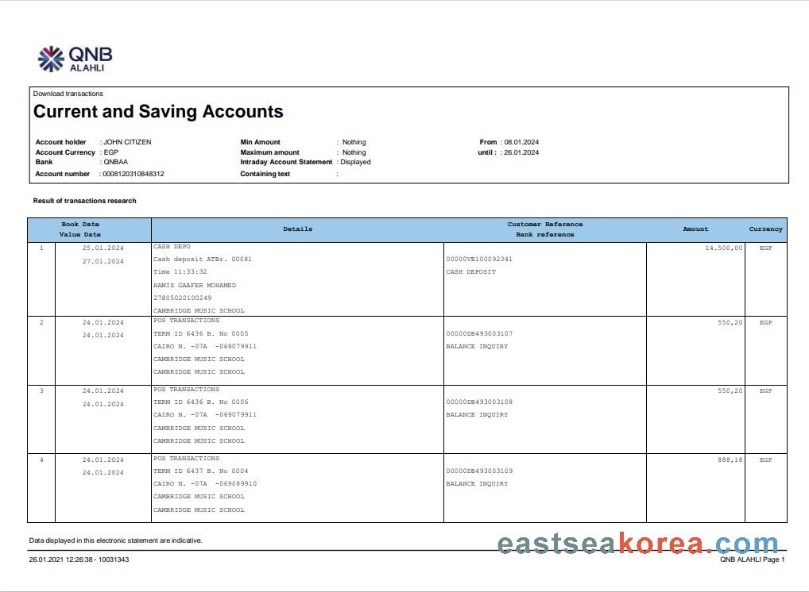 QNB
ALAHLI
Download transactions
Current and Saving Accounts
Account holder : JOHN CITIZEN Min Amount : Nothing From : 08.01.2024
Account Currency : EGP Maximum amount : Nothing until : : 26.01.2024
Bank : QNBAA Intraday Account Statement : Displayed
Account number : 0008120310848312 Containing text :
Result of transactions research
Book Date
Value Date Details Customer Reference
Bank reference Amount Currency
1 25.01.2024 CASH DEPO 14.500,00 EGP
27.01.2024 Cash deposit ATBr. 00081 00000VE100092341
Time 11:33:32 CASH DEPOSIT
HAMIS GAAFER MOHAMED
27805020100249
CAMBRIDGE MUSIC SCHOOL
2 24.01.2024 POS TRANSACTIONS 550,20 EGP
24.01.2024 TERM ID 6436 B. No 0005 00000DB493003107
CAIRO N. -07A -069079911 BALANCE INQUIRY
CAMBRIDGE MUSIC SCHOOL
CAMBRIDGE MUSIC SCHOOL
3 24.01.2024 POS TRANSACTIONS 550,20 EGP
24.01.2024 TERM ID 6436 B. No 0006 00000DB493003108
CAIRO N. -07A -069079911 BALANCE INQUIRY
CAMBRIDGE MUSIC SCHOOL
CAMBRIDGE MUSIC SCHOOL
4 24.01.2024 POS TRANSACTIONS 888,18 EGP
24.01.2024 TERM ID 6437 B. No 0004 00000DB493003109
CAIRO N. -07A -069089910 BALANCE INQUIRY
CAMBRIDGE MUSIC SCHOOL
CAMBRIDGE MUSIC SCHOOL
Data displayed in this electronic statement are indicative.
eastseakorea.com
26.01.2021 12:26:38 - 10031343 QNB ALAHLI Page 1